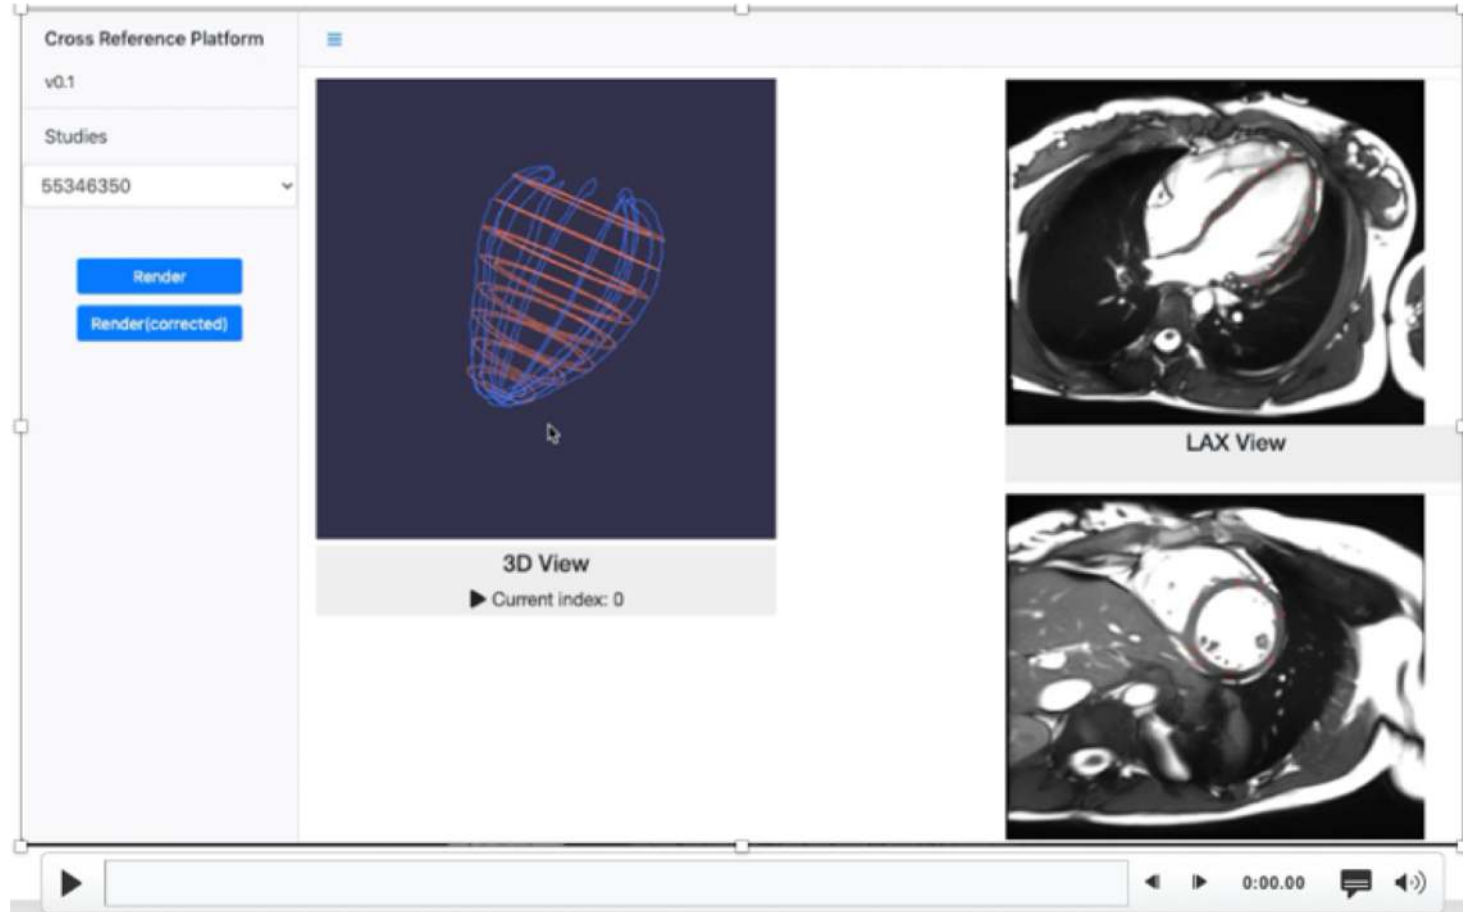 Cross Reference Platform
v0.1
Studies
55346350
Render
Render(corrected)
3D View
Current index: 0
LAX View
0:00.00